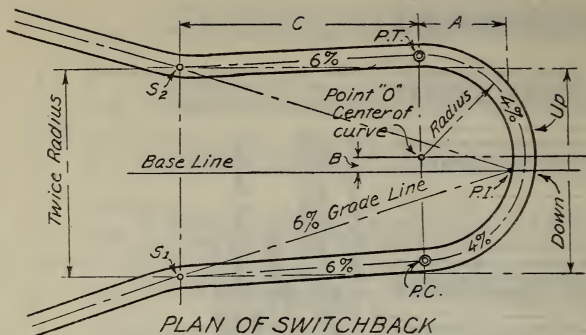 C
A
P.T.
6%
S2
Point "O"
Center of
curve
Radius
4%
Up
Twice Radius
B
Base Line
P.I.
6% Grade Line
Down
4%
S1
6%
P.C.
PLAN OF SWITCHBACK